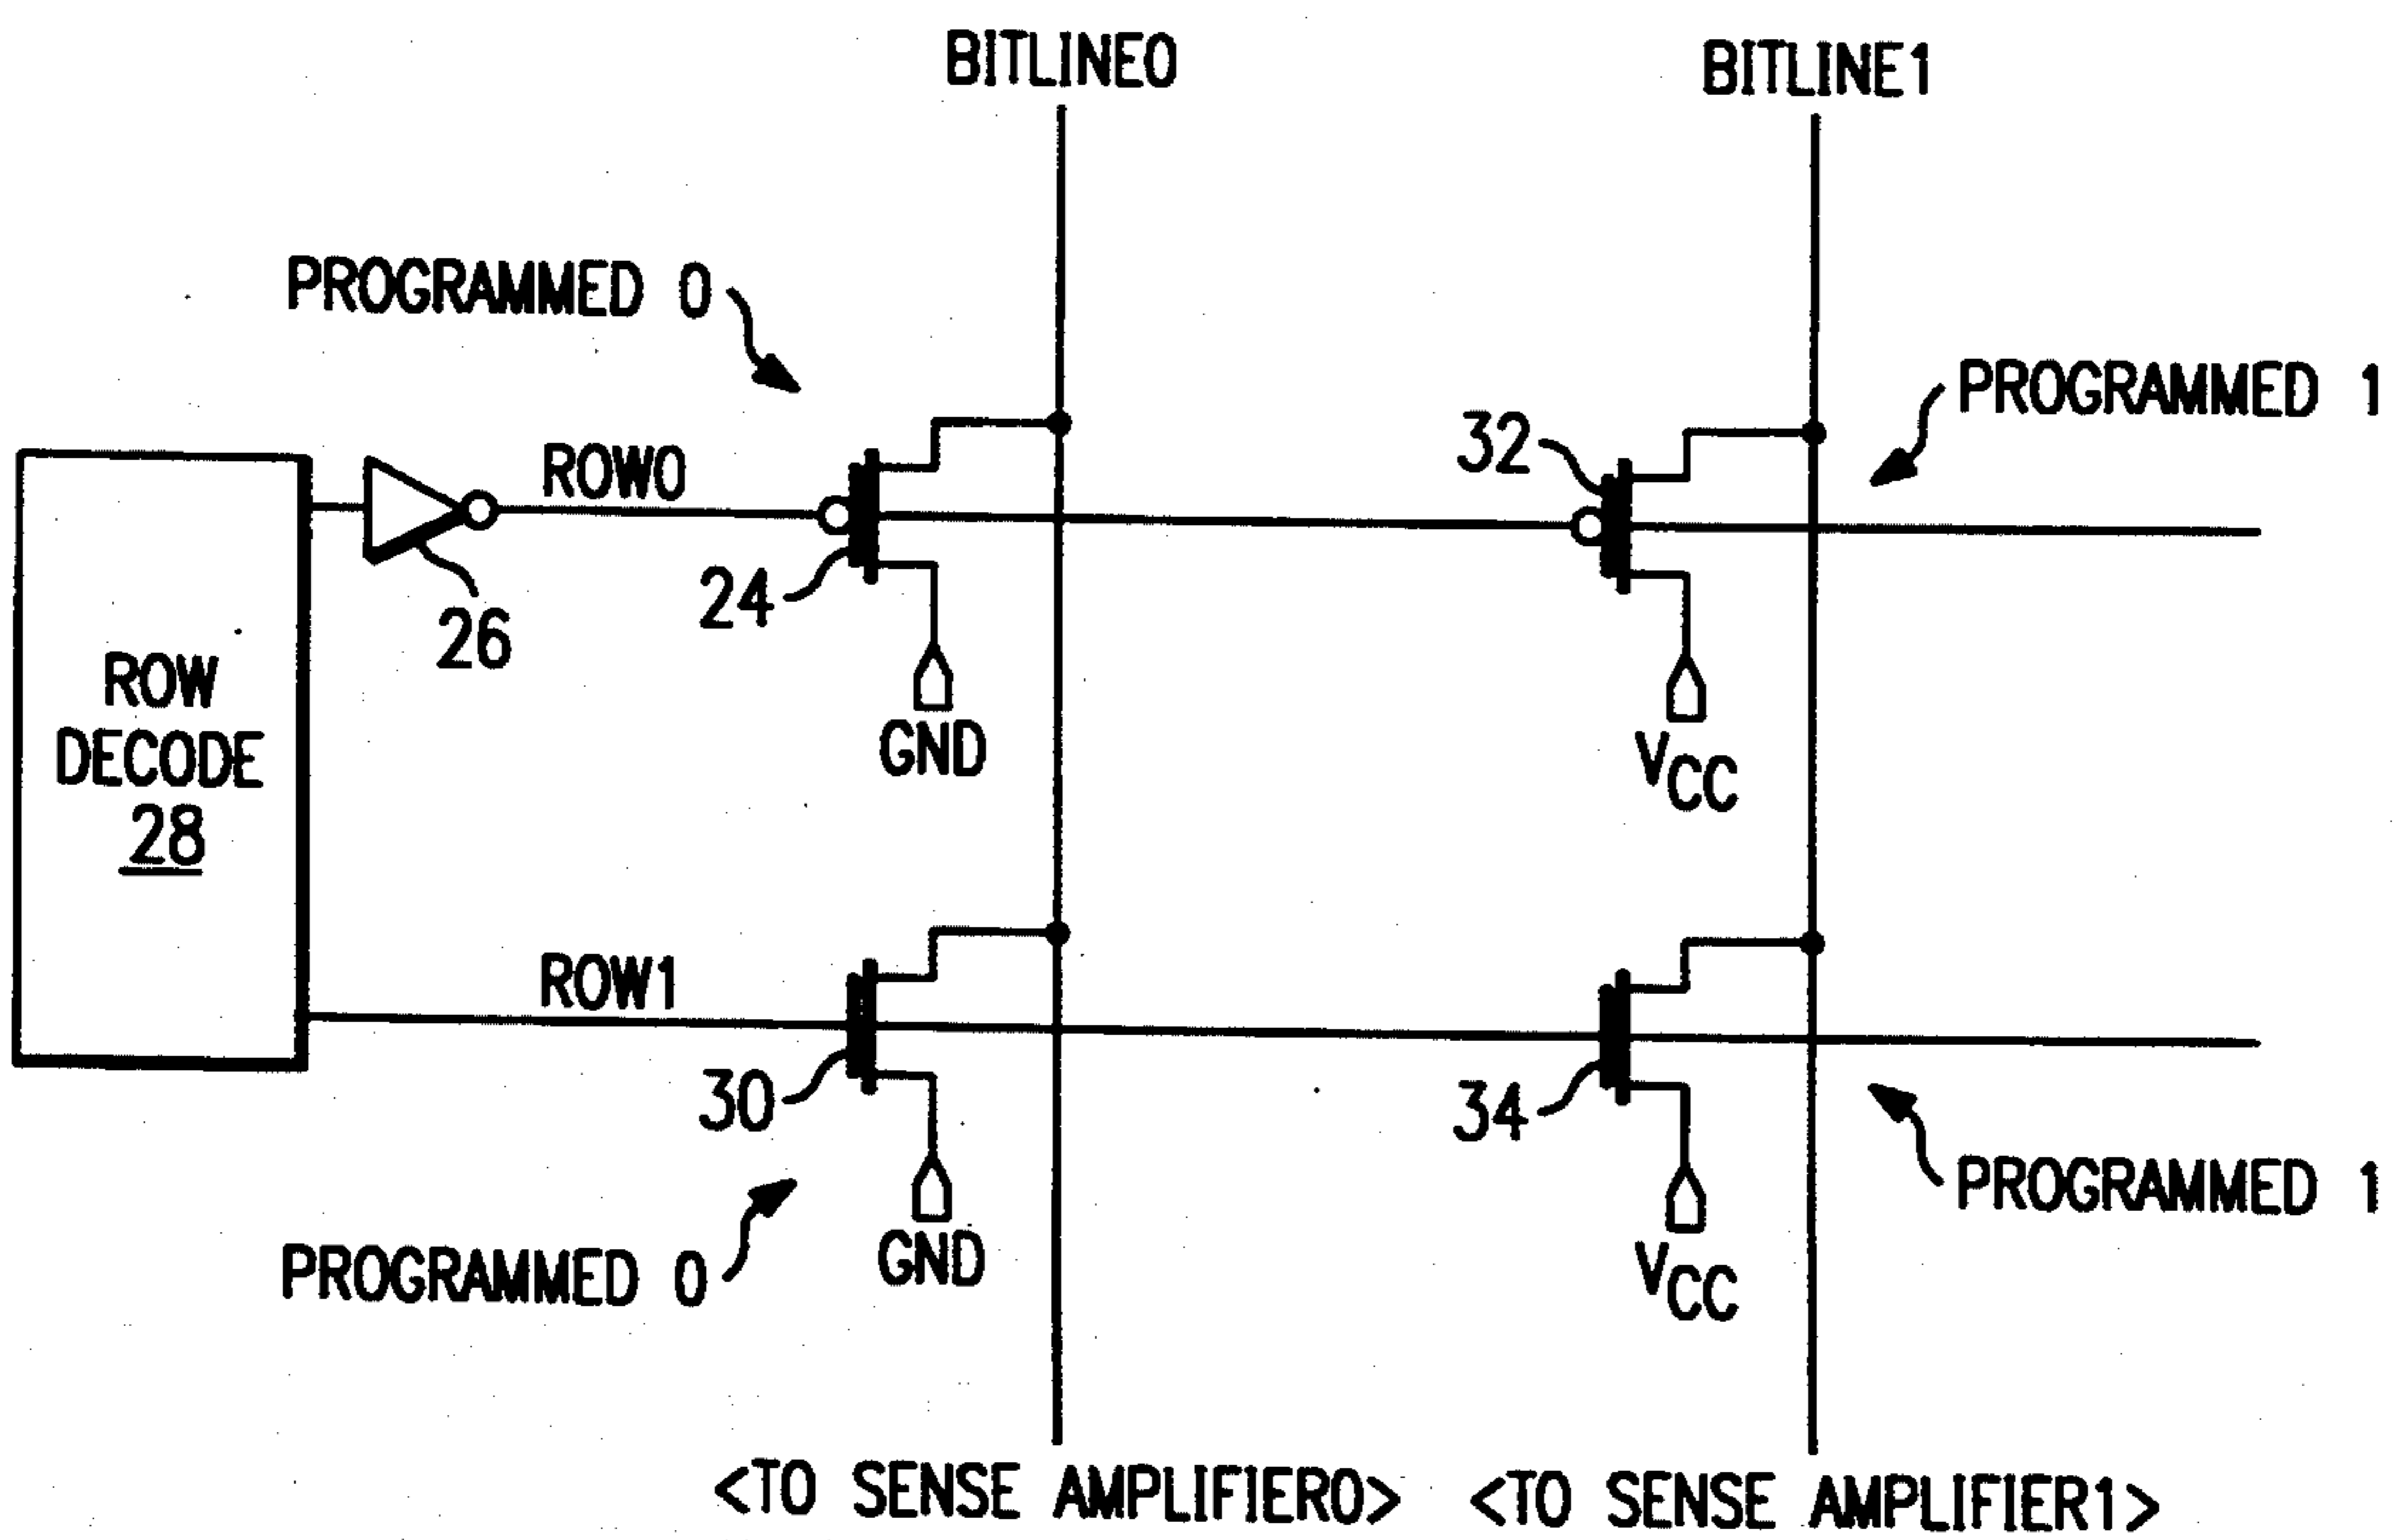 BITLINE0
BITLINE1
PROGRAMMED 0
PROGRAMMED 1
32
ROW0
24
26
ROW
DECODE
28
GND
VCC
ROW1
30
34
PROGRAMMED 1
PROGRAMMED 0
GND
VCC
<TO SENSE AMPLIFIER0>
<TO SENSE AMPLIFIER1>